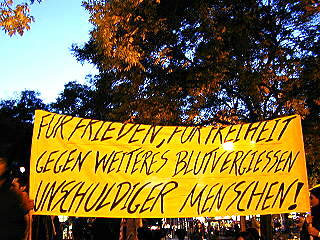 FÜR FRIEDEN, FÜR FREIHEIT
GEGEN WEITERES BLUTVERGIESSEN
UNSCHULDIGER MENSCHEN!